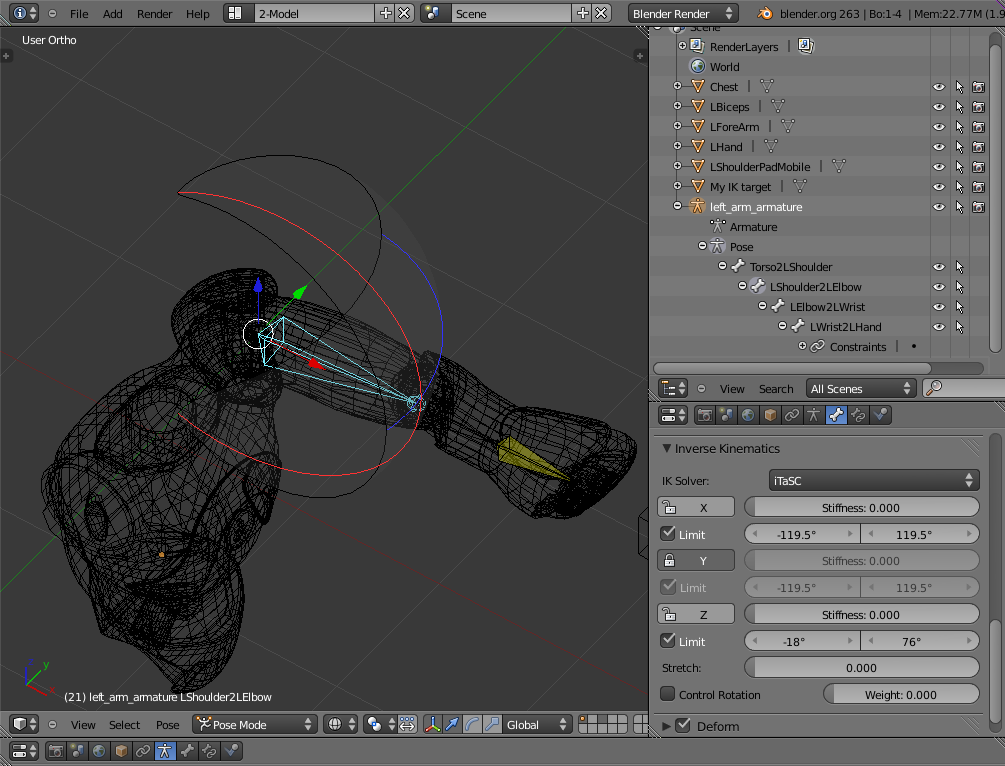 File Add Render Help 2-Model Scene Blender Render blender.org 263 | Bo:1-4 | Mem:22.77M (1.9
User Ortho
Scene
RenderLayers
World
Chest
LBiceps
LForeArm
LHand
LShoulderPadMobile
My IK target
left_arm_armature
Armature
Pose
Torso2LShoulder
LShoulder2LElbow
LElbow2LWrist
LWrist2LHand
Constraints
View Search All Scenes
Inverse Kinematics
IK Solver: iTaSC
X Stiffness: 0.000
Limit -119.5° 119.5°
Y Stiffness: 0.000
Limit -119.5° 119.5°
Z Stiffness: 0.000
Limit -18° 76°
Stretch: 0.000
Control Rotation Weight: 0.000
Deform
y
(21) left_arm_armature LShoulder2LElbow
View Select Pose Pose Mode Global